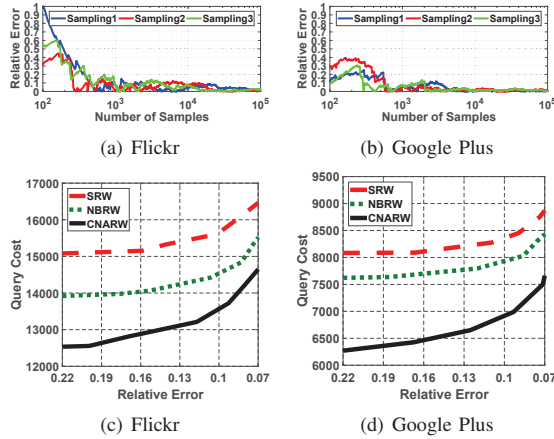 Sampling1 Sampling2 Sampling3
Relative Error
1
0.9
0.8
0.7
0.6
0.5
0.4
0.3
0.2
0.1
0
10^2 10^3 10^4 10^5
Number of Samples
(a) Flickr
Sampling1 Sampling2 Sampling3
Relative Error
1
0.9
0.8
0.7
0.6
0.5
0.4
0.3
0.2
0.1
0
10^2 10^3 10^4 10^5
Number of Samples
(b) Google Plus
SRW
NBRW
CNARW
Query Cost
17000
16000
15000
14000
13000
12000
0.22 0.19 0.16 0.13 0.1 0.07
Relative Error
(c) Flickr
SRW
NBRW
CNARW
Query Cost
9500
9000
8500
8000
7500
7000
6500
6000
0.22 0.19 0.16 0.13 0.1 0.07
Relative Error
(d) Google Plus